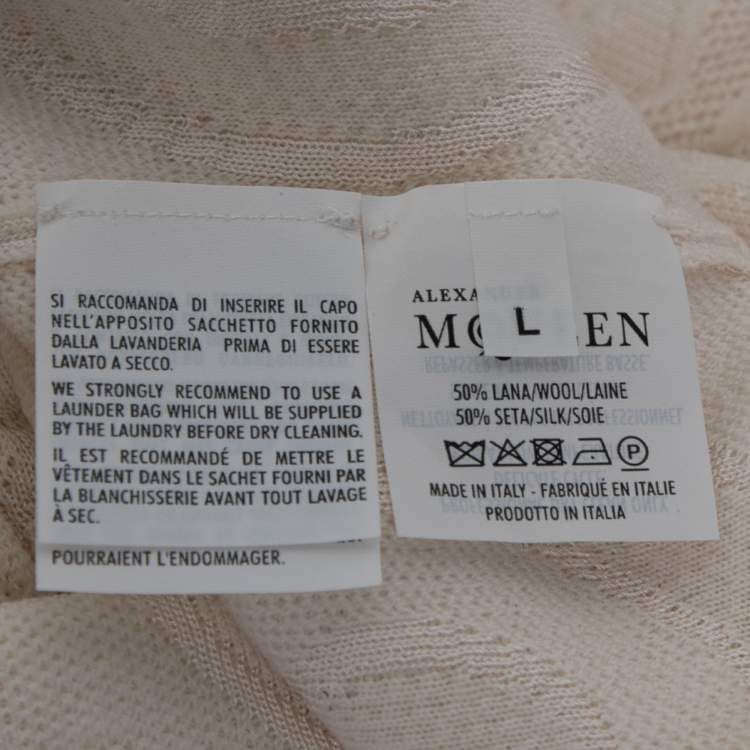 SI RACCOMANDA DI INSERIRE IL CAPO
NELL'APPOSITO SACCHETTO FORNITO
DALLA LAVANDERIA PRIMA DI ESSERE
LAVATO A SECCO.
WE STRONGLY RECOMMEND TO USE A
LAUNDER BAG WHICH WILL BE SUPPLIED
BY THE LAUNDRY BEFORE DRY CLEANING.
IL EST RECOMMANDÉ DE METTRE LE
VÊTEMENT DANS LE SACHET FOURNI PAR
LA BLANCHISSERIE AVANT TOUT LAVAGE
À SEC.
POURRAIENT L'ENDOMMAGER.
L
50% LANA/WOOL/LAINE
50% SETA/SILK/SOIE
P
MADE IN ITALY - FABRIQUÉ EN ITALIE
PRODOTTO IN ITALIA